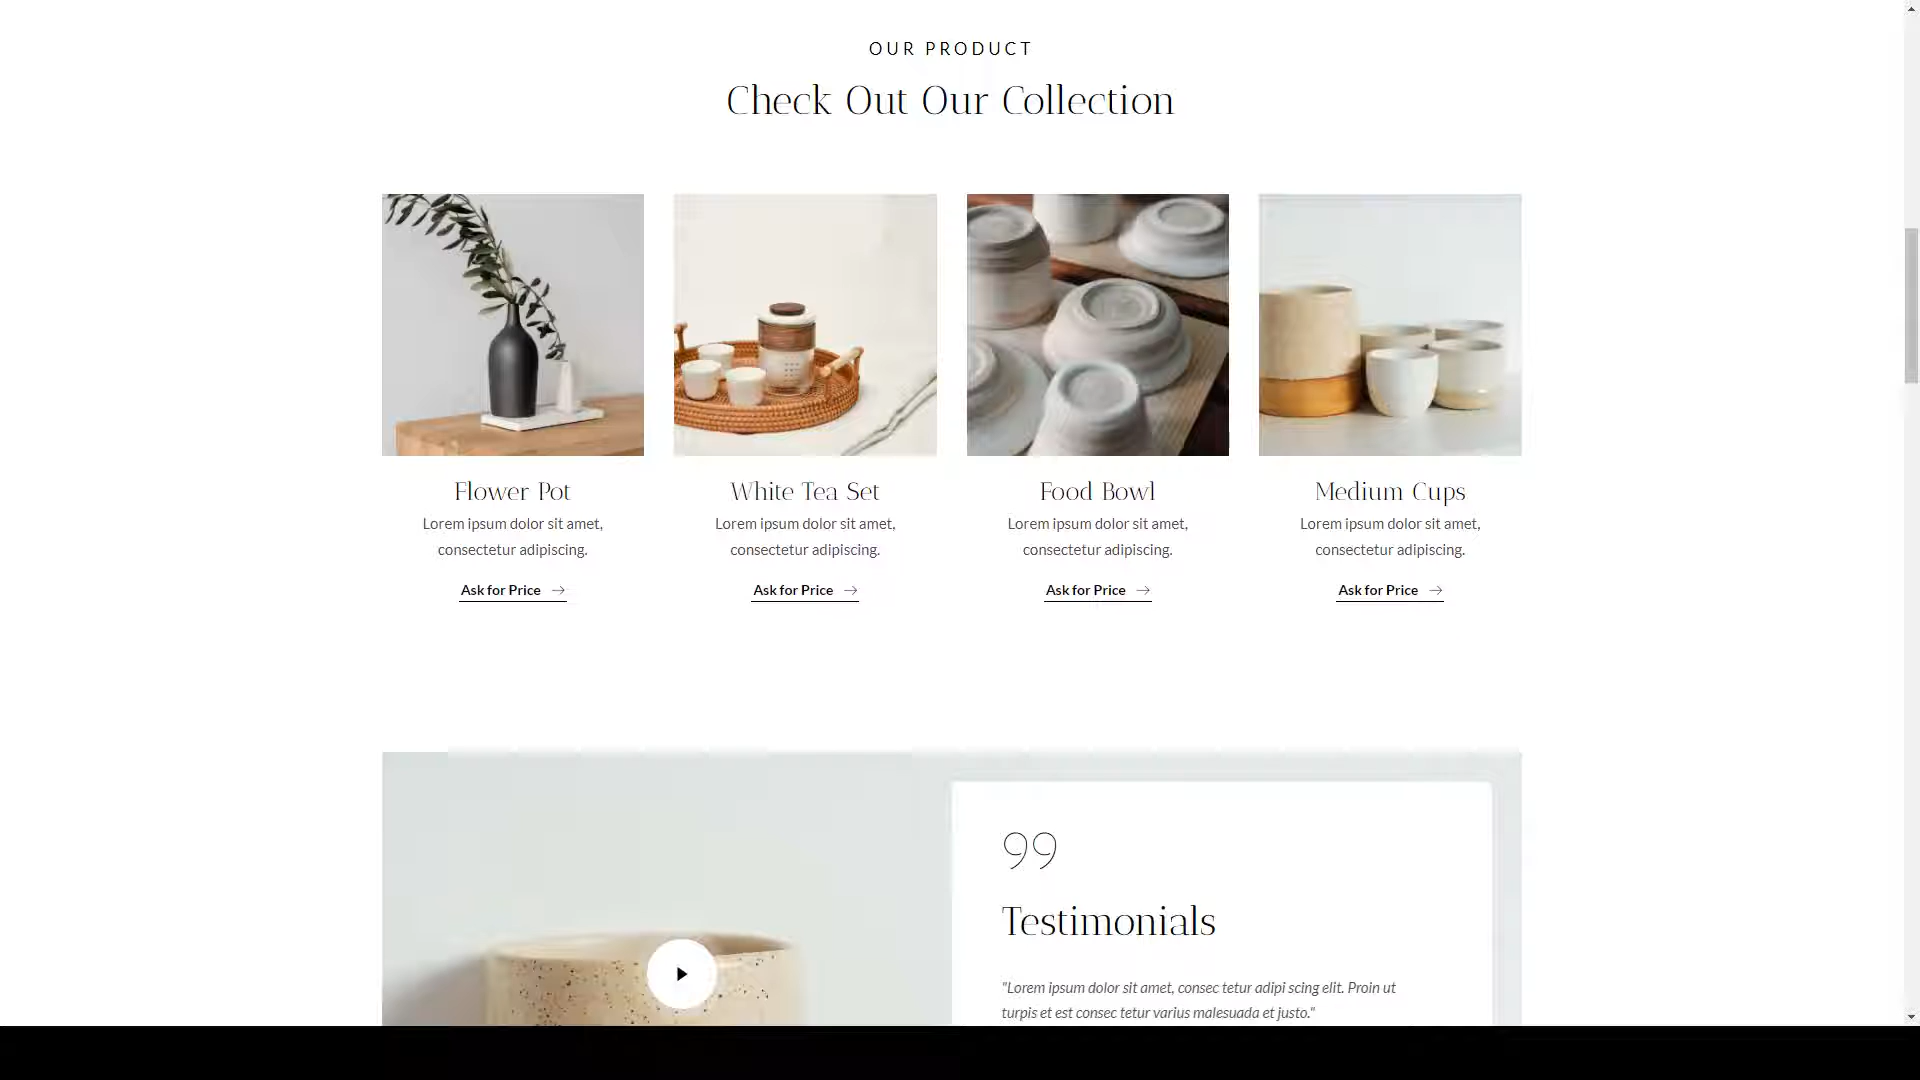 OUR PRODUCT
Check Out Our Collection
Flower Pot
Lorem ipsum dolor sit amet,
consectetur adipiscing.
Ask for Price
White Tea Set
Lorem ipsum dolor sit amet,
consectetur adipiscing.
Ask for Price
Food Bowl
Lorem ipsum dolor sit amet,
consectetur adipiscing.
Ask for Price
Medium Cups
Lorem ipsum dolor sit amet,
consectetur adipiscing.
Ask for Price
99
Testimonials
"Lorem ipsum dolor sit amet, consec tetur adipi scing elit. Proin ut
turpis et est consec tetur varius malesuada et justo."